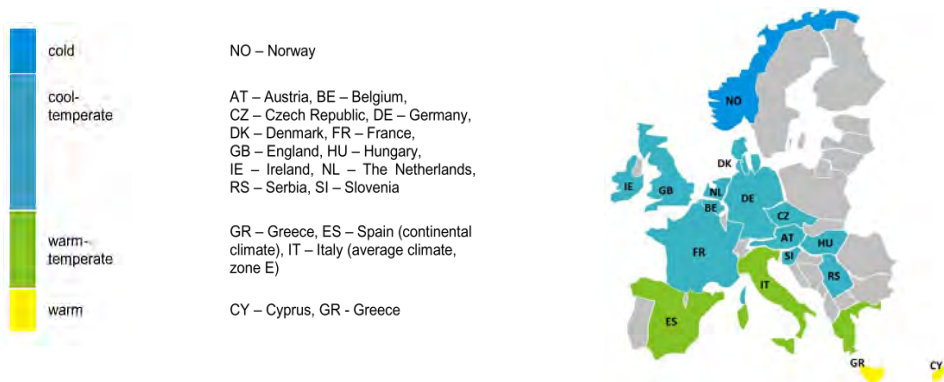 cold
NO – Norway
cool-
temperate
AT – Austria, BE – Belgium,
CZ – Czech Republic, DE – Germany,
DK – Denmark, FR – France,
GB – England, HU – Hungary,
IE – Ireland, NL – The Netherlands,
RS – Serbia, SI – Slovenia
warm-
temperate
GR – Greece, ES – Spain (continental
climate), IT – Italy (average climate,
zone E)
warm
CY – Cyprus, GR - Greece
NO
DK
IE
GB
NL
BE
DE
CZ
AT
HU
FR
SI
RS
IT
ES
GR
CY